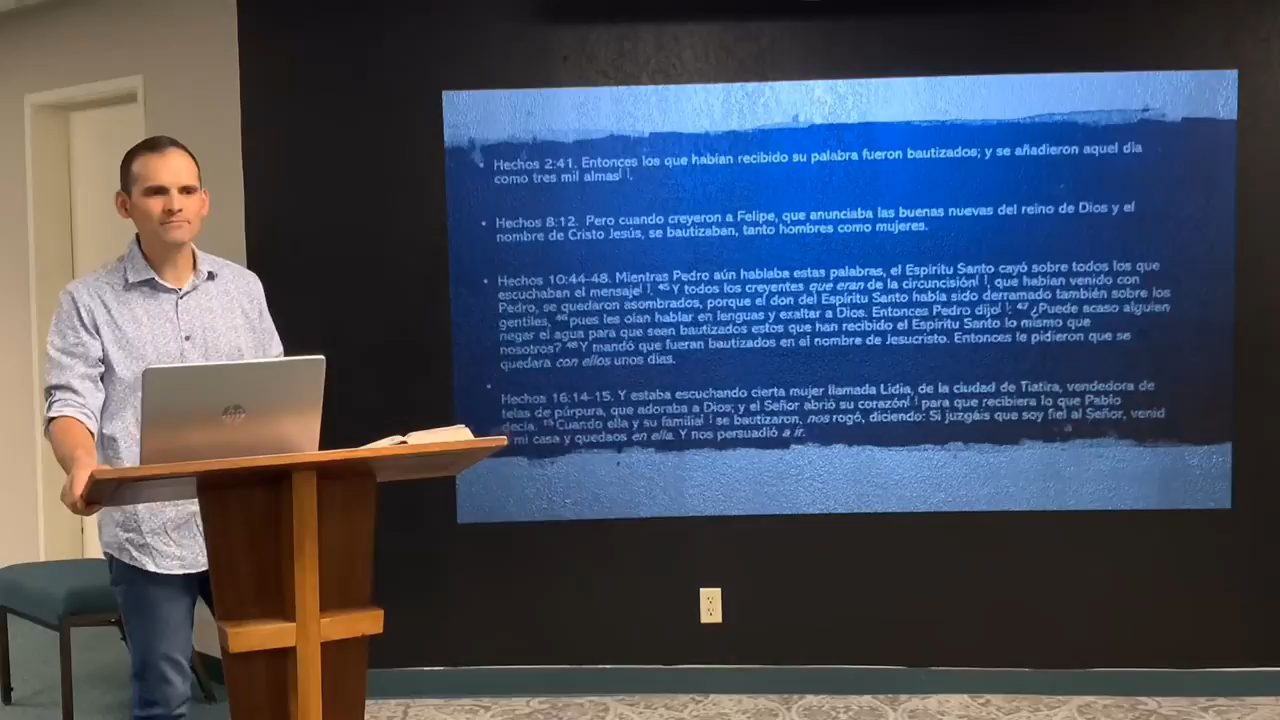 Hechos 2:41. Entonces los que habían recibido su palabra fueron bautizados; y se añadieron aquel día
como tres mil almas[ ].
• Hechos 8:12. Pero cuando creyeron a Felipe, que anunciaba las buenas nuevas del reino de Dios y el
nombre de Cristo Jesús, se bautizaban, tanto hombres como mujeres.
• Hechos 10:44-48. Mientras Pedro aún hablaba estas palabras, el Espíritu Santo cayó sobre todos los que
escuchaban el mensaje[ ]. 45 Y todos los creyentes que eran de la circuncisión[ ], que habían venido con
Pedro, se quedaron asombrados, porque el don del Espíritu Santo había sido derramado también sobre los
gentiles, 46 pues les oían hablar en lenguas y exaltar a Dios. Entonces Pedro dijo[ ]: 47 ¿Puede acaso alguien
negar el agua para que sean bautizados estos que han recibido el Espíritu Santo lo mismo que
nosotros? 48 Y mandó que fueran bautizados en el nombre de Jesucristo. Entonces le pidieron que se
quedara con ellos unos días.
•
Hechos 16:14-15. Y estaba escuchando cierta mujer llamada Lidia, de la ciudad de Tiatira, vendedora de
telas de púrpura, que adoraba a Dios; y el Señor abrió su corazón[ ] para que recibiera lo que Pablo
decía. 15 Cuando ella y su familia[ ] se bautizaron, nos rogó, diciendo: Si juzgáis que soy fiel al Señor, venid
a mi casa y quedaos en ella. Y nos persuadió a ir.
hp